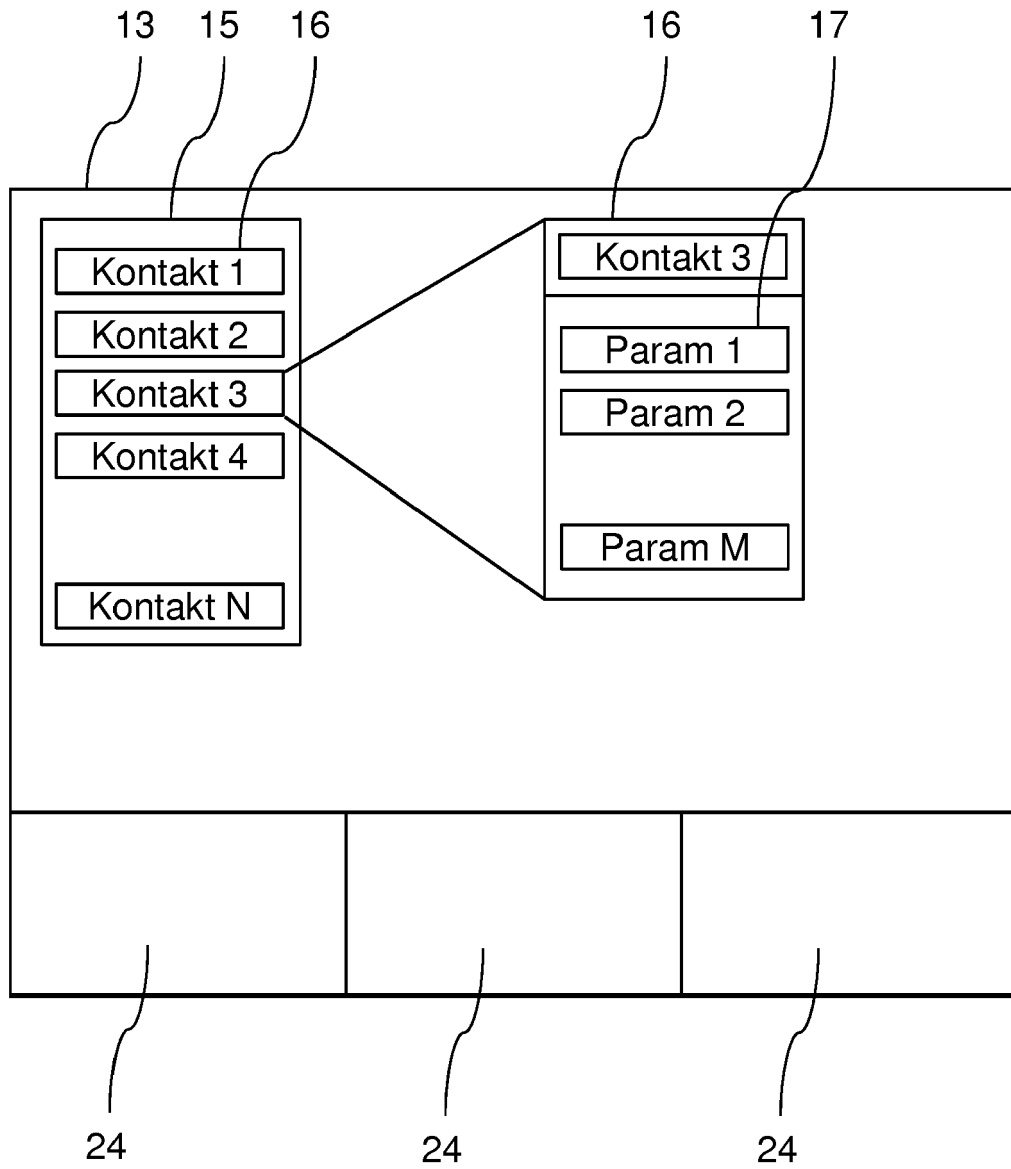 13 15 16 16 17
Kontakt 1
Kontakt 2
Kontakt 3
Kontakt 4
Kontakt N
Kontakt 3
Param 1
Param 2
Param M
24 24 24